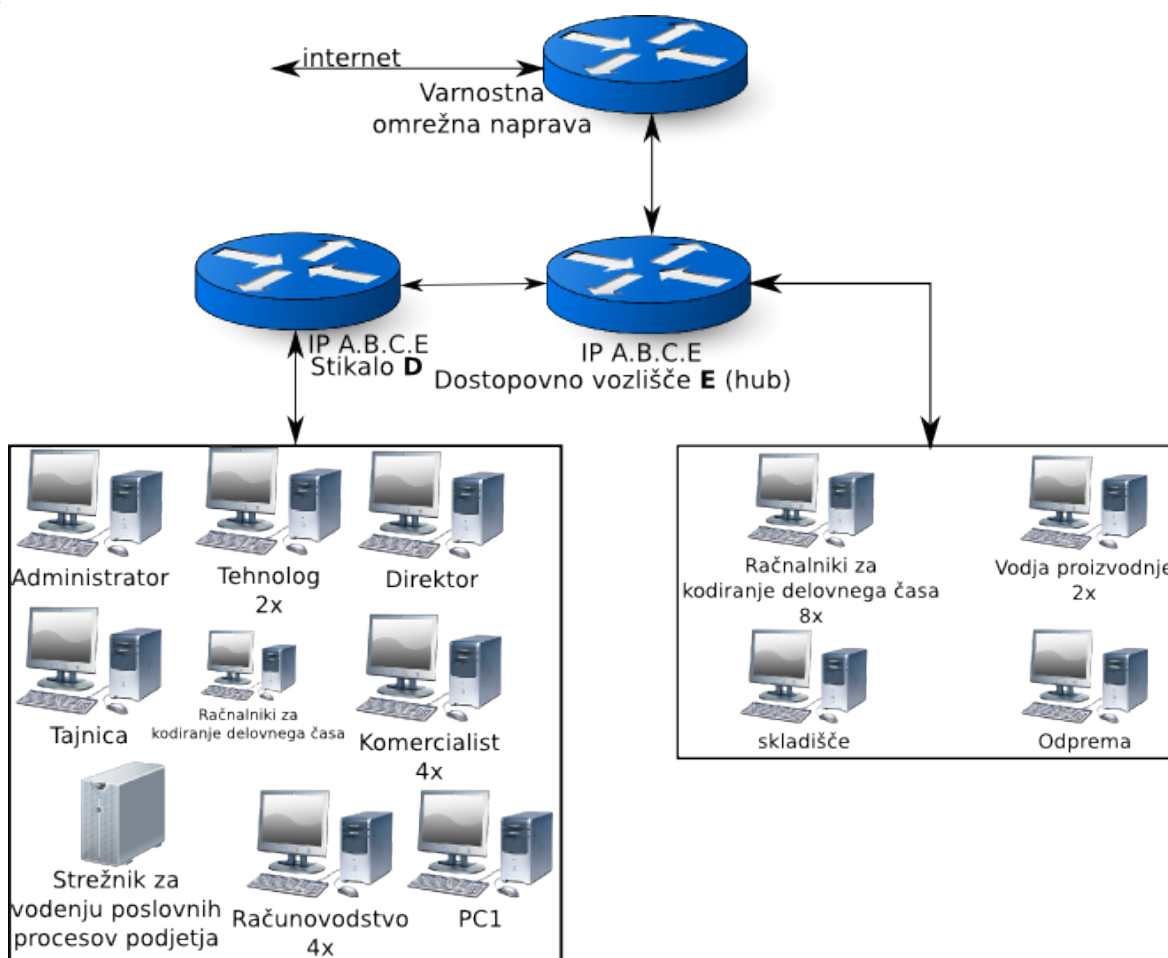 internet
Varnostna
omrežna naprava
IP A.B.C.E
Stikalo D
IP A.B.C.E
Dostopovno vozlišče E (hub)
Administrator
Tehnolog
2x
Direktor
Tajnica
Račnalniki za
kodiranje delovnega časa
Komercialist
4x
Strežnik za
vodenju poslovnih
procesov podjetja
Računovodstvo
4x
PC1
Račnalniki za
kodiranje delovnega časa
8x
Vodja proizvodnje
2x
skladišče
Odprema